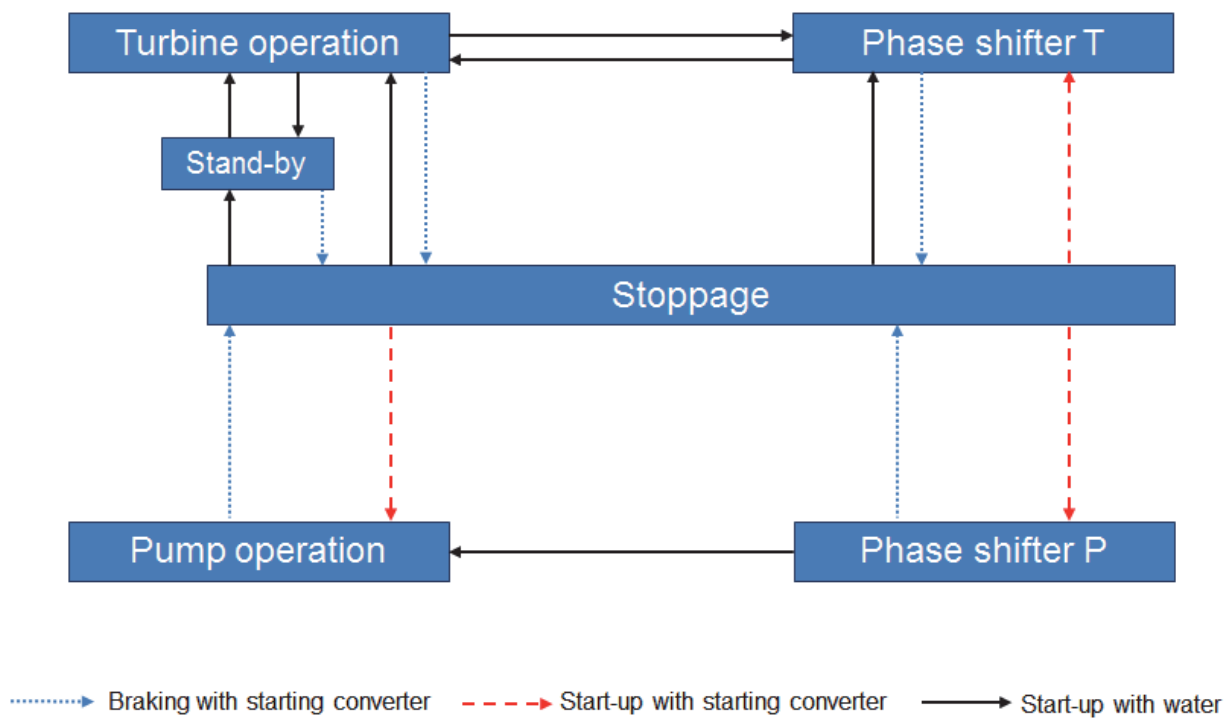 Turbine operation
Phase shifter T
Stand-by
Stoppage
Pump operation
Phase shifter P
Braking with starting converter
Start-up with starting converter
Start-up with water